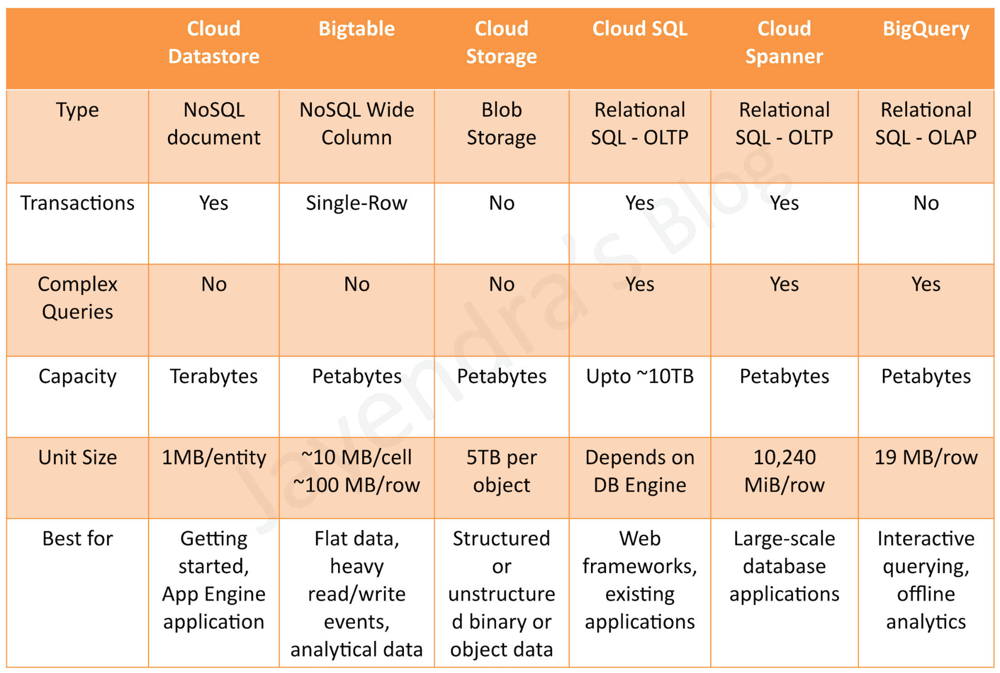 Cloud Datastore
Bigtable
Cloud Storage
Cloud SQL
Cloud Spanner
BigQuery
Type
NoSQL
document
NoSQL Wide
Column
Blob
Storage
Relational
SQL - OLTP
Relational
SQL - OLTP
Relational
SQL - OLAP
Transactions
Yes
Single-Row
No
Yes
Yes
No
Complex
Queries
No
No
No
Yes
Yes
Yes
Capacity
Terabytes
Petabytes
Petabytes
Upto ~10TB
Petabytes
Petabytes
Unit Size
1MB/entity
~10 MB/cell
~100 MB/row
5TB per
object
Depends on
DB Engine
10,240
MiB/row
19 MB/row
Best for
Getting
started,
App Engine
application
Flat data,
heavy
read/write
events,
analytical data
Structured
or
unstructure
d binary or
object data
Web
frameworks,
existing
applications
Large-scale
database
applications
Interactive
querying,
offline
analytics
Jayendra's Blog